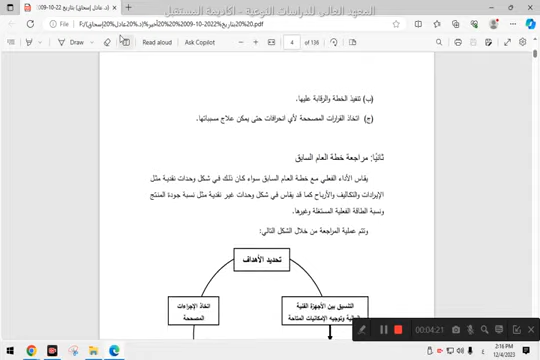 المعهد العالي للدراسات النوعية - اكاديمية المستقبل
Draw
Read aloud
Ask Copilot
4
of 138
(ب) تنفيذ الخطة والرقابة عليها.
(ج) اتخاذ القرارات المصححة لأي انحرافات حتى يمكن علاج مسبباتها.
ثانيًا: مراجعة خطة العام السابق
يقاس الأداء الفعلي مع خطة العام السابق سواء كان ذلك في شكل وحدات نقدية مثل
الإيرادات والتكاليف والأرباح كما قد يقاس في شكل وحدات غير نقدية مثل نسبة جودة المنتج
ونسبة الطاقة الفعلية المستغلة وغيرها.
وتتم عملية المراجعة من خلال الشكل التالي:
تحديد الأهداف
التنسيق بين الأجهزة الفنية
وتوجيه الإمكانيات المتاحة
اتخاذ الإجراءات
المصححة
00:04:21
2:16 PM
12/4/2023